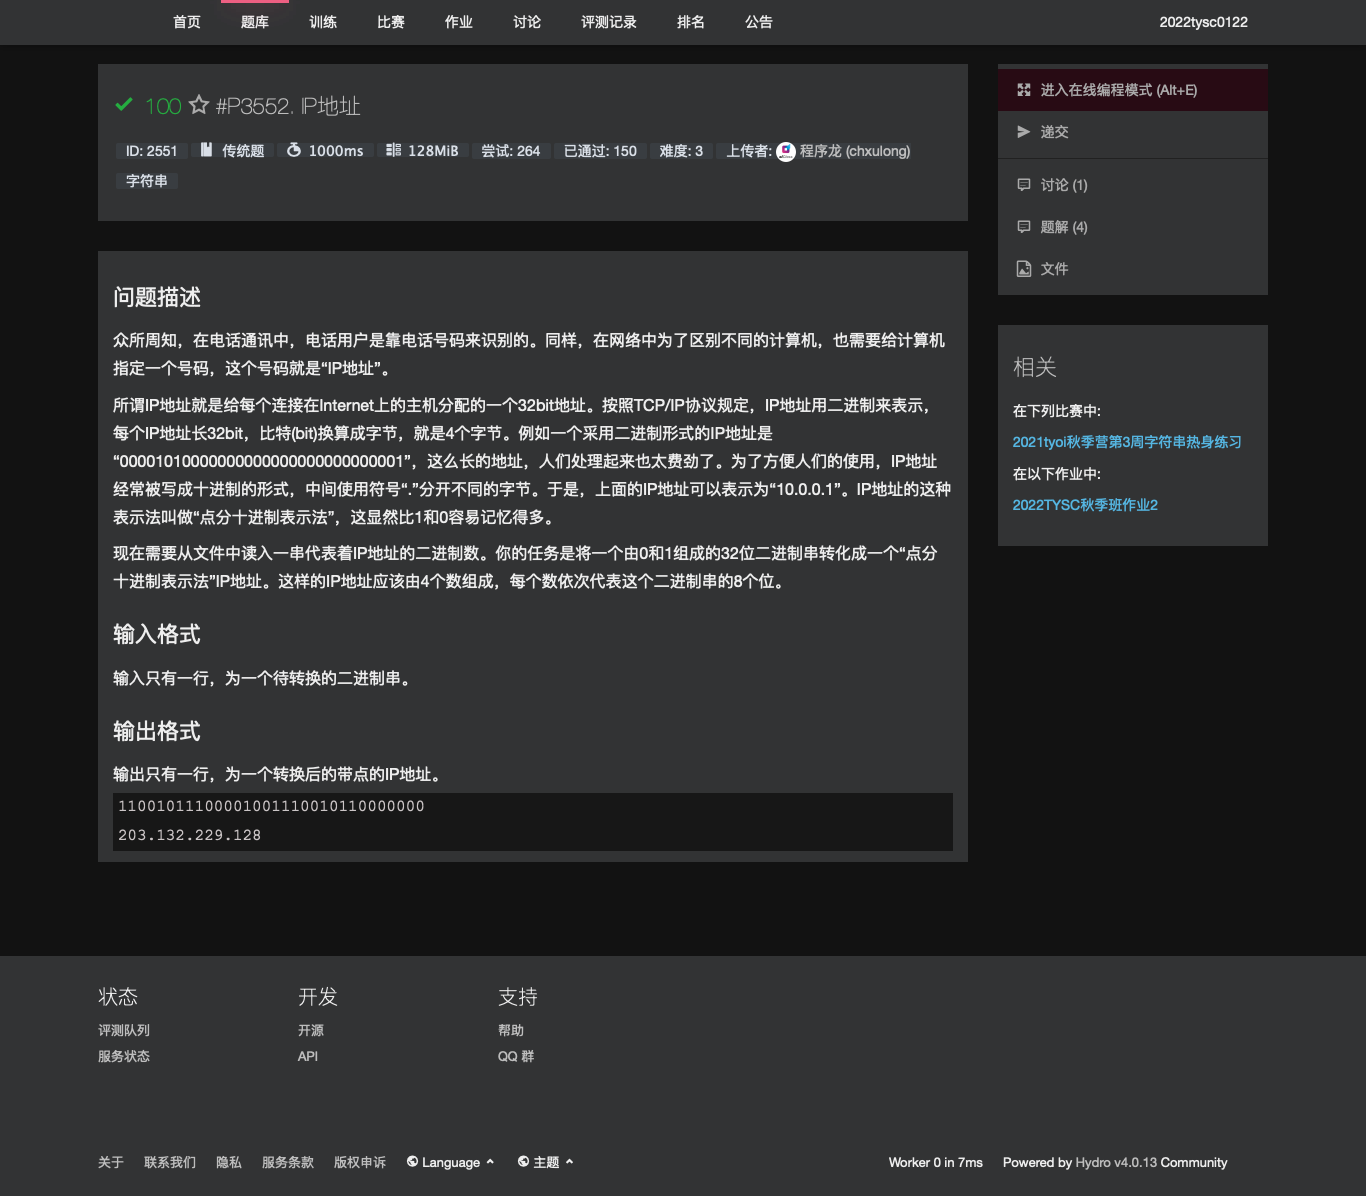 首页 题库 训练 比赛 作业 讨论 评测记录 排名 公告 2022tysc0122
100 #P3552. IP地址
ID: 2551 传统题 1000ms 128MiB 尝试: 264 已通过: 150 难度: 3 上传者: 程序龙 (chxulong)
字符串
问题描述
众所周知，在电话通讯中，电话用户是靠电话号码来识别的。同样，在网络中为了区别不同的计算机，也需要给计算机
指定一个号码，这个号码就是“IP地址”。
所谓IP地址就是给每个连接在Internet上的主机分配的一个32bit地址。按照TCP/IP协议规定，IP地址用二进制来表示，
每个IP地址长32bit，比特(bit)换算成字节，就是4个字节。例如一个采用二进制形式的IP地址是
“00001010000000000000000000000001”，这么长的地址，人们处理起来也太费劲了。为了方便人们的使用，IP地址
经常被写成十进制的形式，中间使用符号“.”分开不同的字节。于是，上面的IP地址可以表示为“10.0.0.1”。IP地址的这种
表示法叫做“点分十进制表示法”，这显然比1和0容易记忆得多。
现在需要从文件中读入一串代表着IP地址的二进制数。你的任务是将一个由0和1组成的32位二进制串转化成一个“点分
十进制表示法”IP地址。这样的IP地址应该由4个数组成，每个数依次代表这个二进制串的8个位。
输入格式
输入只有一行，为一个待转换的二进制串。
输出格式
输出只有一行，为一个转换后的带点的IP地址。
11001011100001001110010110000000
203.132.229.128
进入在线编程模式 (Alt+E)
递交
讨论 (1)
题解 (4)
文件
相关
在下列比赛中:
2021tyoi秋季营第3周字符串热身练习
在以下作业中:
2022TYSC秋季班作业2
状态 开发 支持
评测队列 开源 帮助
服务状态 API QQ 群
关于 联系我们 隐私 服务条款 版权申诉 Language 主题 Worker 0 in 7ms Powered by Hydro v4.0.13 Community